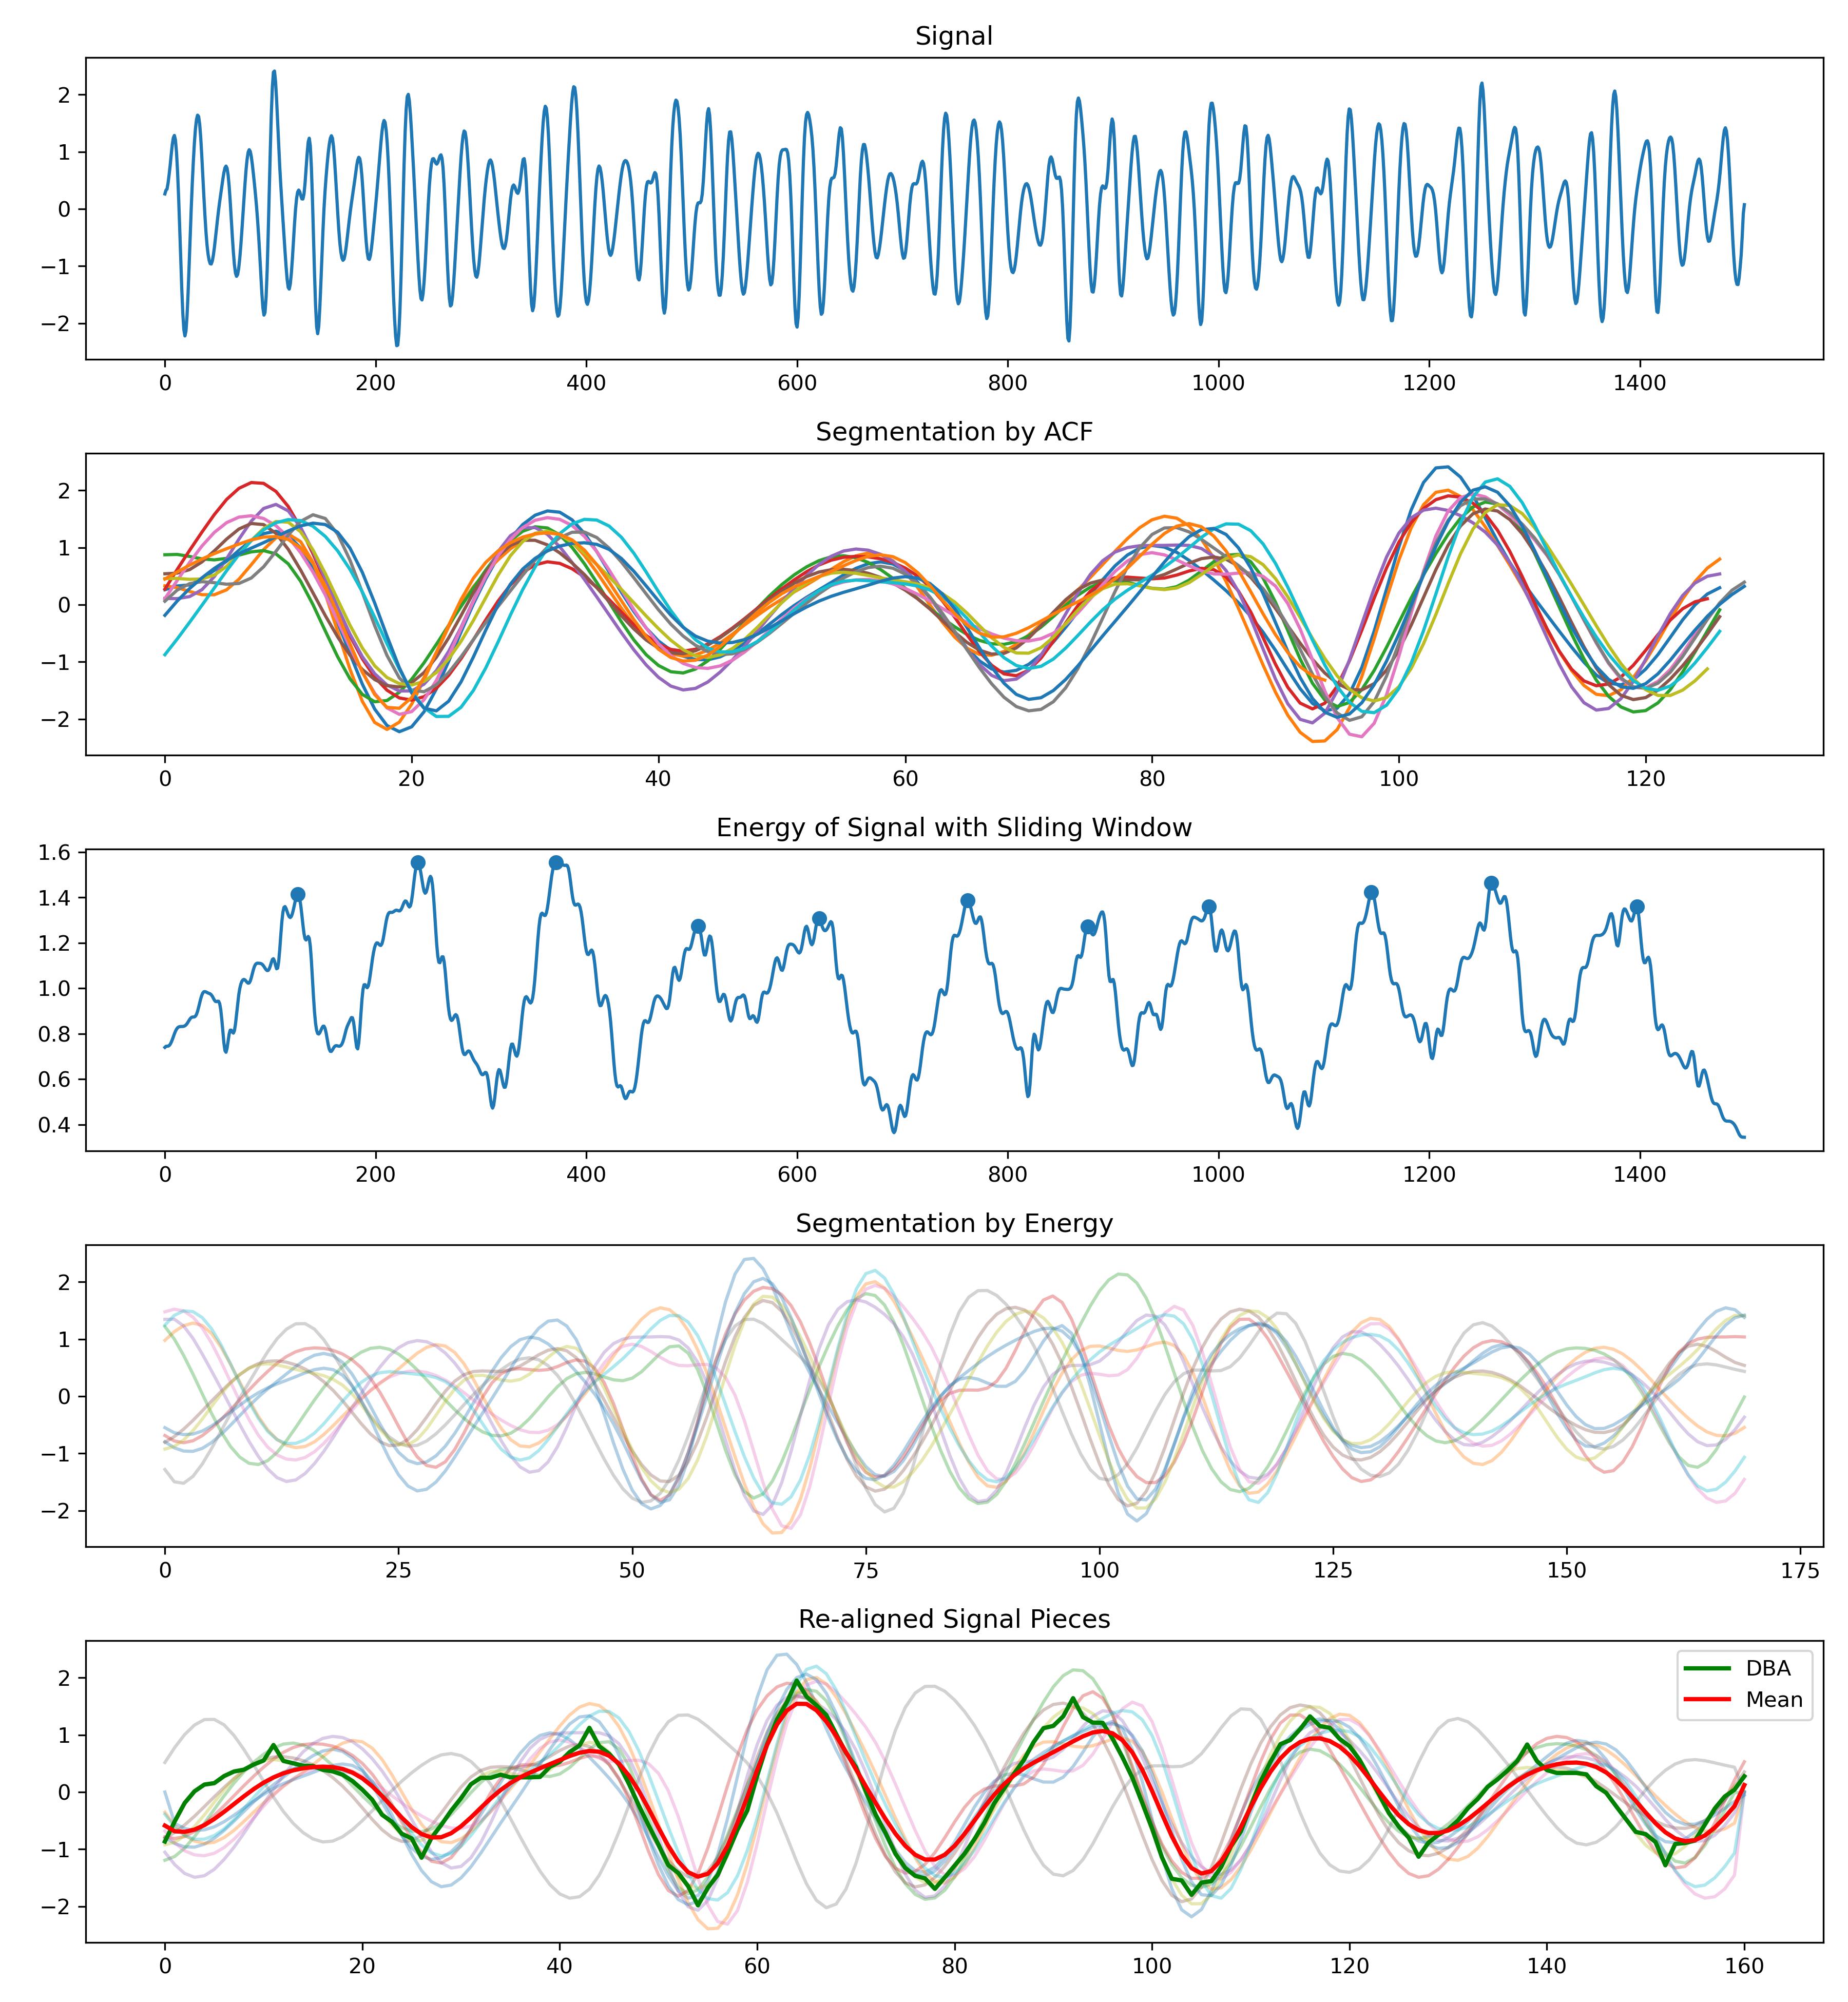 Signal
2
1
0
−1
−2
0 200 400 600 800 1000 1200 1400
Segmentation by ACF
2
1
0
−1
−2
0 20 40 60 80 100 120
Energy of Signal with Sliding Window
1.6
1.4
1.2
1.0
0.8
0.6
0.4
0 200 400 600 800 1000 1200 1400
Segmentation by Energy
2
1
0
−1
−2
0 25 50 75 100 125 150 175
Re-aligned Signal Pieces
DBA
Mean
2
1
0
−1
−2
0 20 40 60 80 100 120 140 160